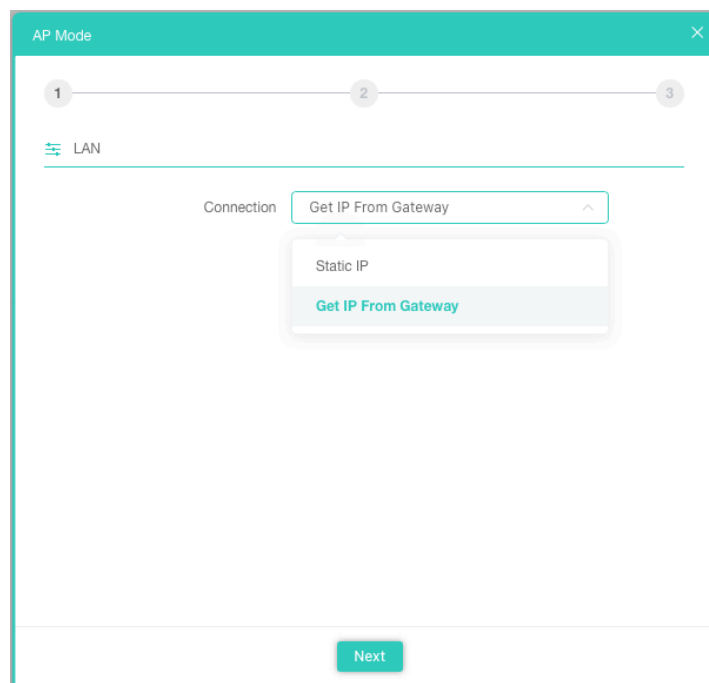 AP Mode
1 2 3
LAN
Connection Get IP From Gateway
Static IP
Get IP From Gateway
Next